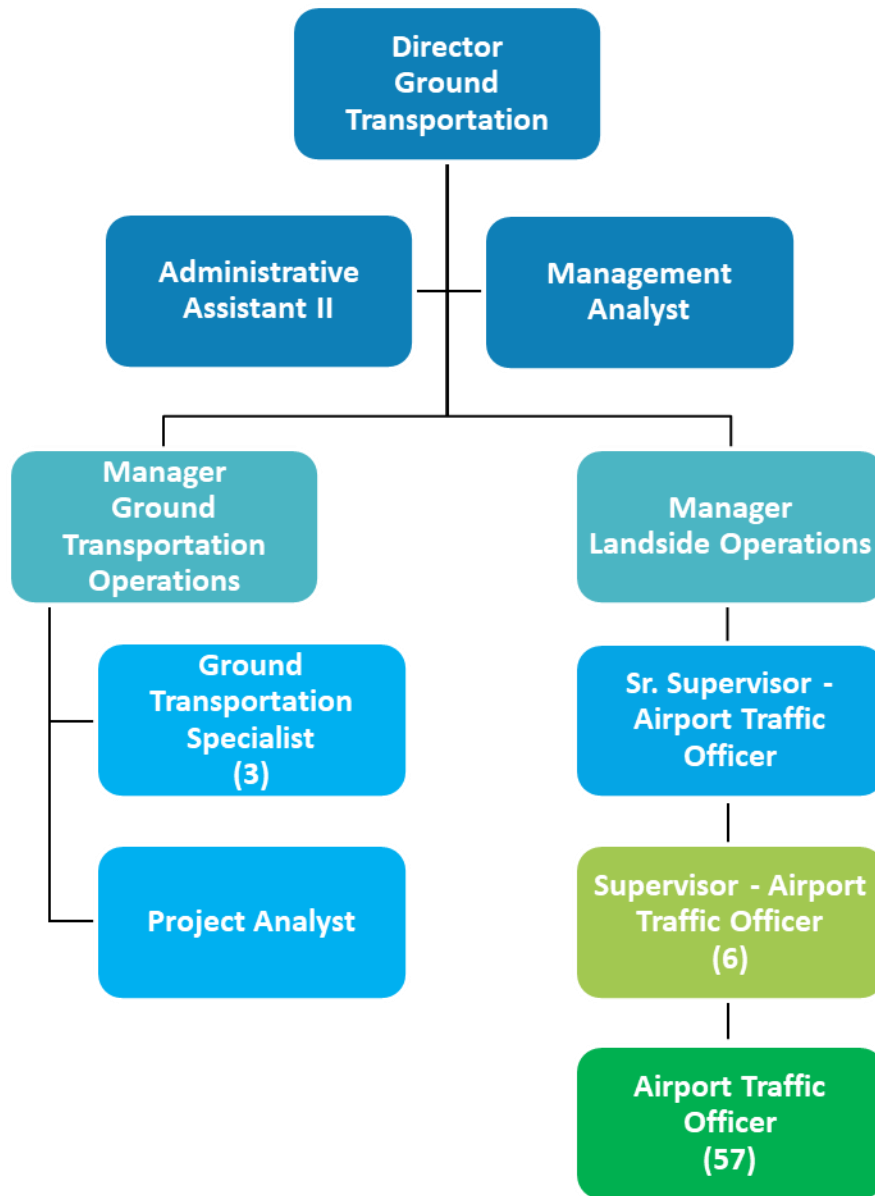 Director
Ground
Transportation
Administrative
Assistant II
Management
Analyst
Manager
Ground
Transportation
Operations
Manager
Landside Operations
Ground
Transportation
Specialist
(3)
Sr. Supervisor -
Airport Traffic
Officer
Project Analyst
Supervisor - Airport
Traffic Officer
(6)
Airport Traffic
Officer
(57)